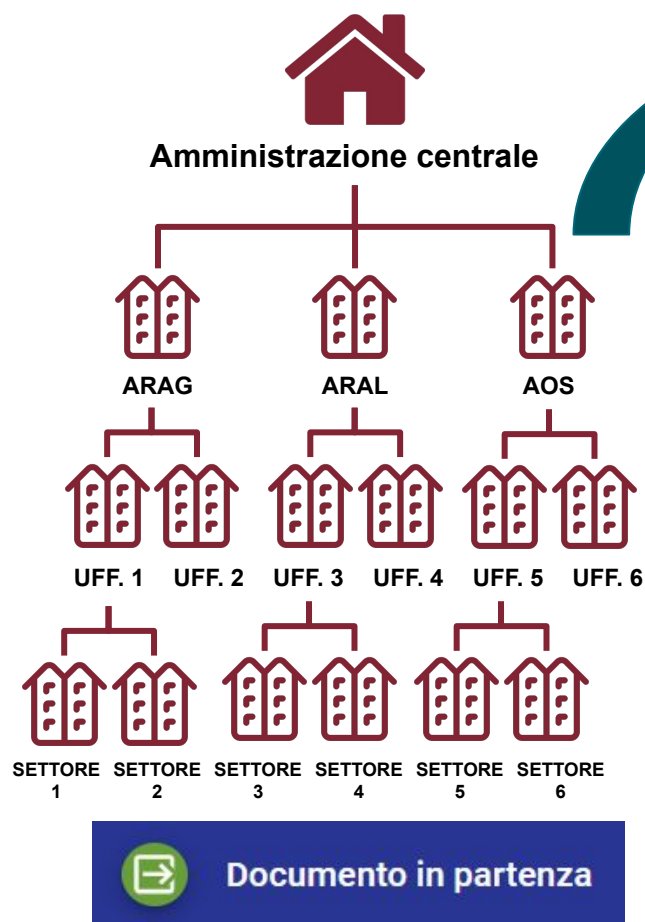 Amministrazione centrale
ARAG ARAL AOS
UFF. 1 UFF. 2 UFF. 3 UFF. 4 UFF. 5 UFF. 6
SETTORE SETTORE SETTORE SETTORE SETTORE SETTORE
1 2 3 4 5 6
Documento in partenza